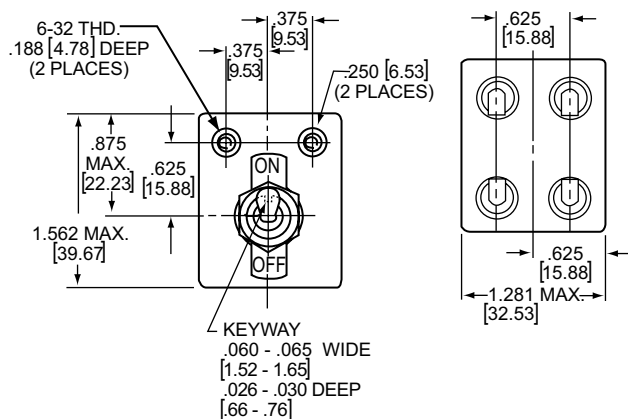 6-32 THD.
.188 [4.78] DEEP
(2 PLACES)
.375
[9.53]
.375
[9.53]
.250 [6.53]
(2 PLACES)
.875
MAX.
[22.23]
.625
[15.88]
1.562 MAX.
[39.67]
ON
OFF
KEYWAY
.060 - .065 WIDE
[1.52 - 1.65]
.026 - .030 DEEP
[.66 - .76]
.625
[15.88]
.625
[15.88]
1.281 MAX.
[32.53]